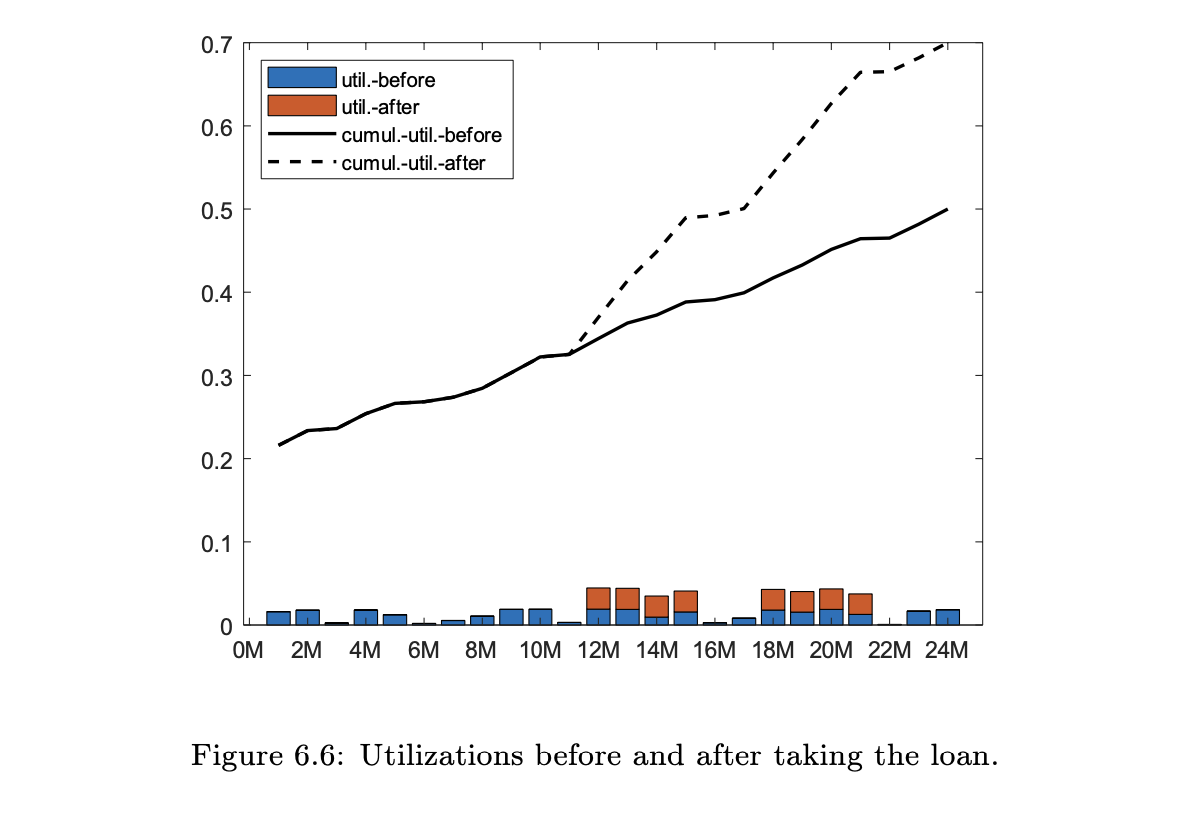 0.7
util.-before
util.-after
cumul.-util.-before
cumul.-util.-after
0.6
0.5
0.4
0.3
0.2
0.1
0
0M 2M 4M 6M 8M 10M 12M 14M 16M 18M 20M 22M 24M
Figure 6.6: Utilizations before and after taking the loan.